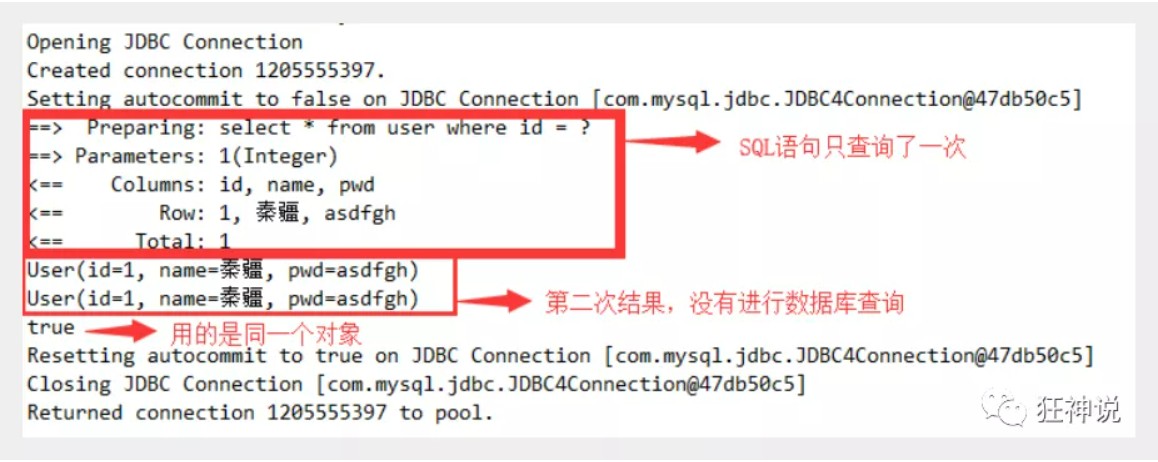 Opening JDBC Connection
Created connection 1205555397.
Setting autocommit to false on JDBC Connection [com.mysql.jdbc.JDBC4Connection@47db50c5]
==>  Preparing: select * from user where id = ?
==> Parameters: 1(Integer)
SQL语句只查询了一次
<==    Columns: id, name, pwd
<==        Row: 1, 秦疆, asdfgh
<==      Total: 1
User(id=1, name=秦疆, pwd=asdfgh)
User(id=1, name=秦疆, pwd=asdfgh)
第二次结果，没有进行数据库查询
true
用的是同一个对象
Resetting autocommit to true on JDBC Connection [com.mysql.jdbc.JDBC4Connection@47db50c5]
Closing JDBC Connection [com.mysql.jdbc.JDBC4Connection@47db50c5]
Returned connection 1205555397 to pool.
狂神说